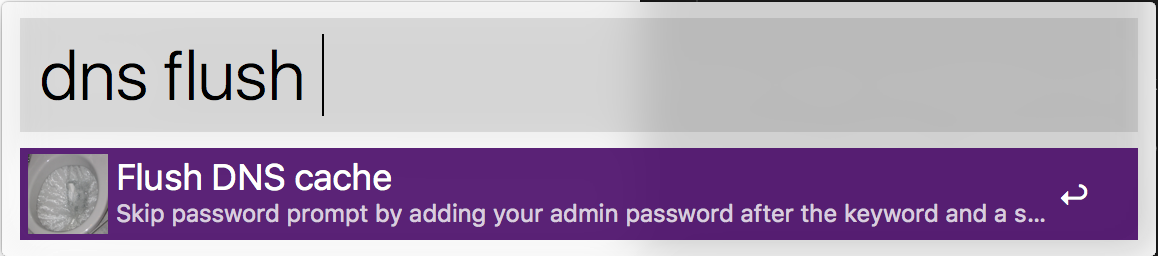 dns flush
Flush DNS cache
Skip password prompt by adding your admin password after the keyword and a s...